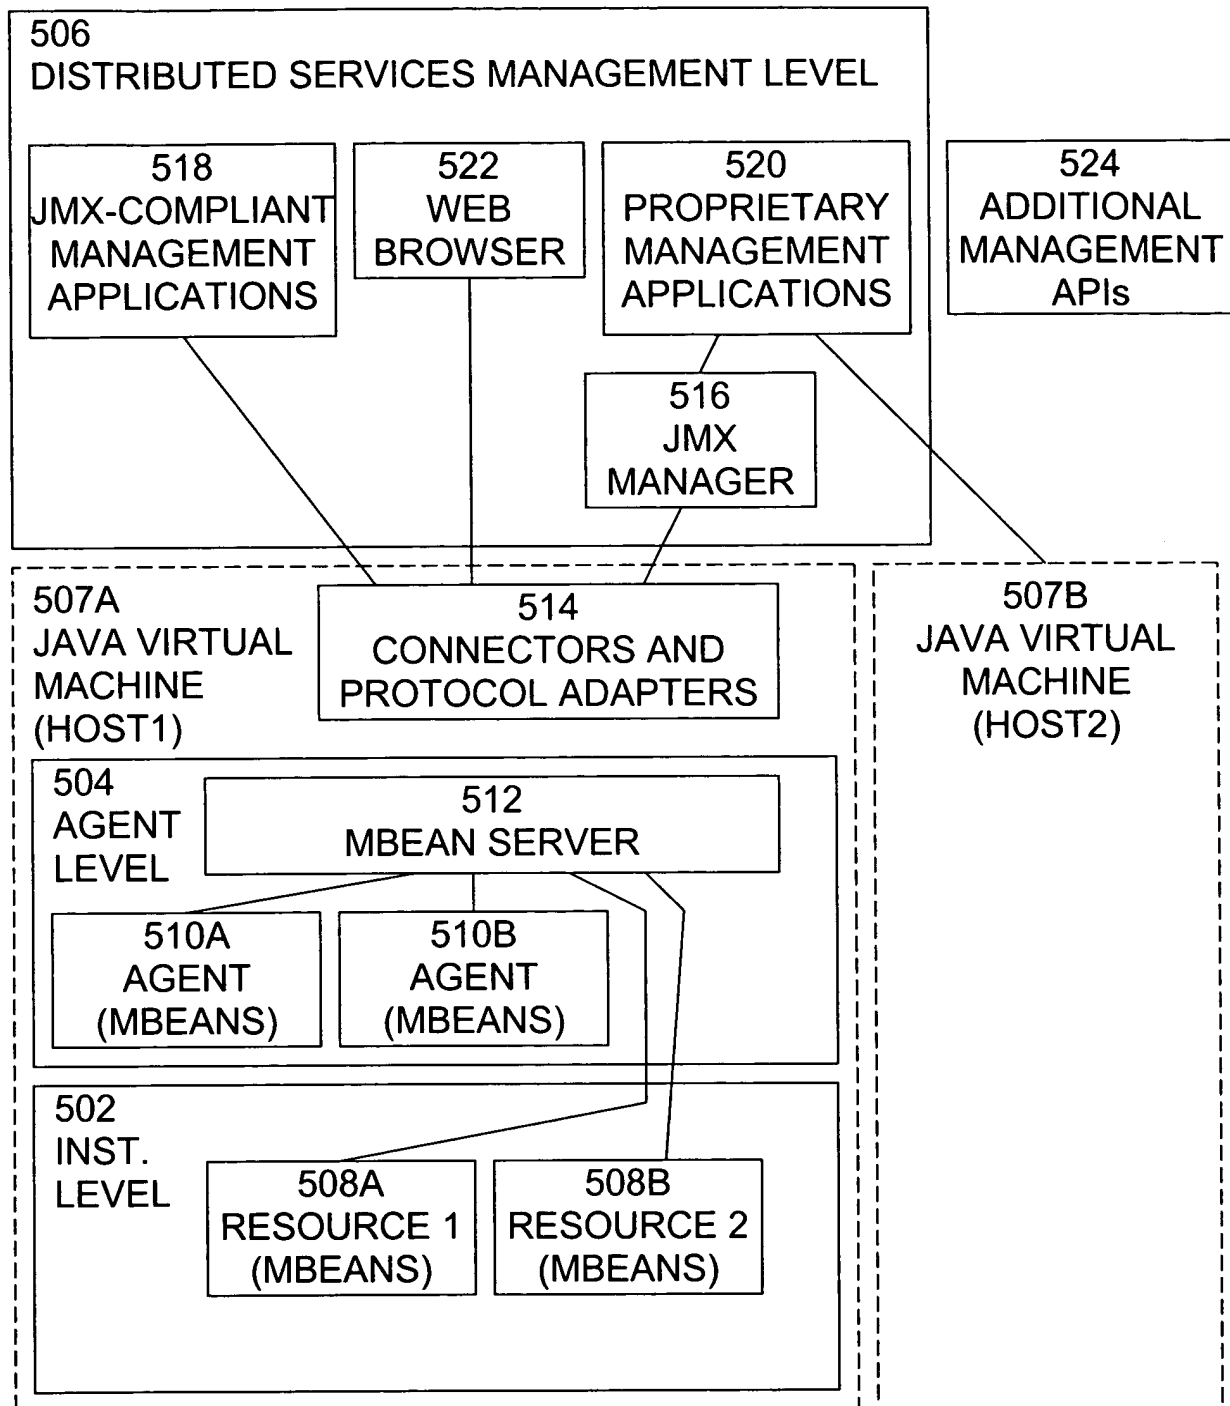 506
DISTRIBUTED SERVICES MANAGEMENT LEVEL
518
JMX-COMPLIANT
MANAGEMENT
APPLICATIONS
522
WEB
BROWSER
520
PROPRIETARY
MANAGEMENT
APPLICATIONS
524
ADDITIONAL
MANAGEMENT
APIs
516
JMX
MANAGER
507A
JAVA VIRTUAL
MACHINE
(HOST1)
514
CONNECTORS AND
PROTOCOL ADAPTERS
507B
JAVA VIRTUAL
MACHINE
(HOST2)
504
AGENT
LEVEL
512
MBEAN SERVER
510A
AGENT
(MBEANS)
510B
AGENT
(MBEANS)
502
INST.
LEVEL
508A
RESOURCE 1
(MBEANS)
508B
RESOURCE 2
(MBEANS)